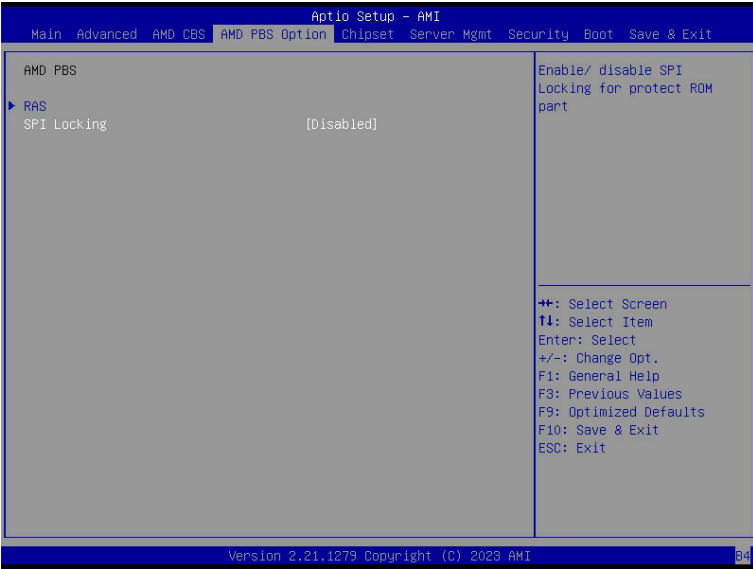 Aptio Setup - AMI
Main Advanced AMD CBS AMD PBS Option Chipset Server Mgmt Security Boot Save & Exit
AMD PBS
RAS
SPI Locking [Disabled]
Enable/ disable SPI
Locking for protect ROM
part
→←: Select Screen
↑↓: Select Item
Enter: Select
+/-: Change Opt.
F1: General Help
F3: Previous Values
F9: Optimized Defaults
F10: Save & Exit
ESC: Exit
Version 2.21.1279 Copyright (C) 2023 AMI
B4